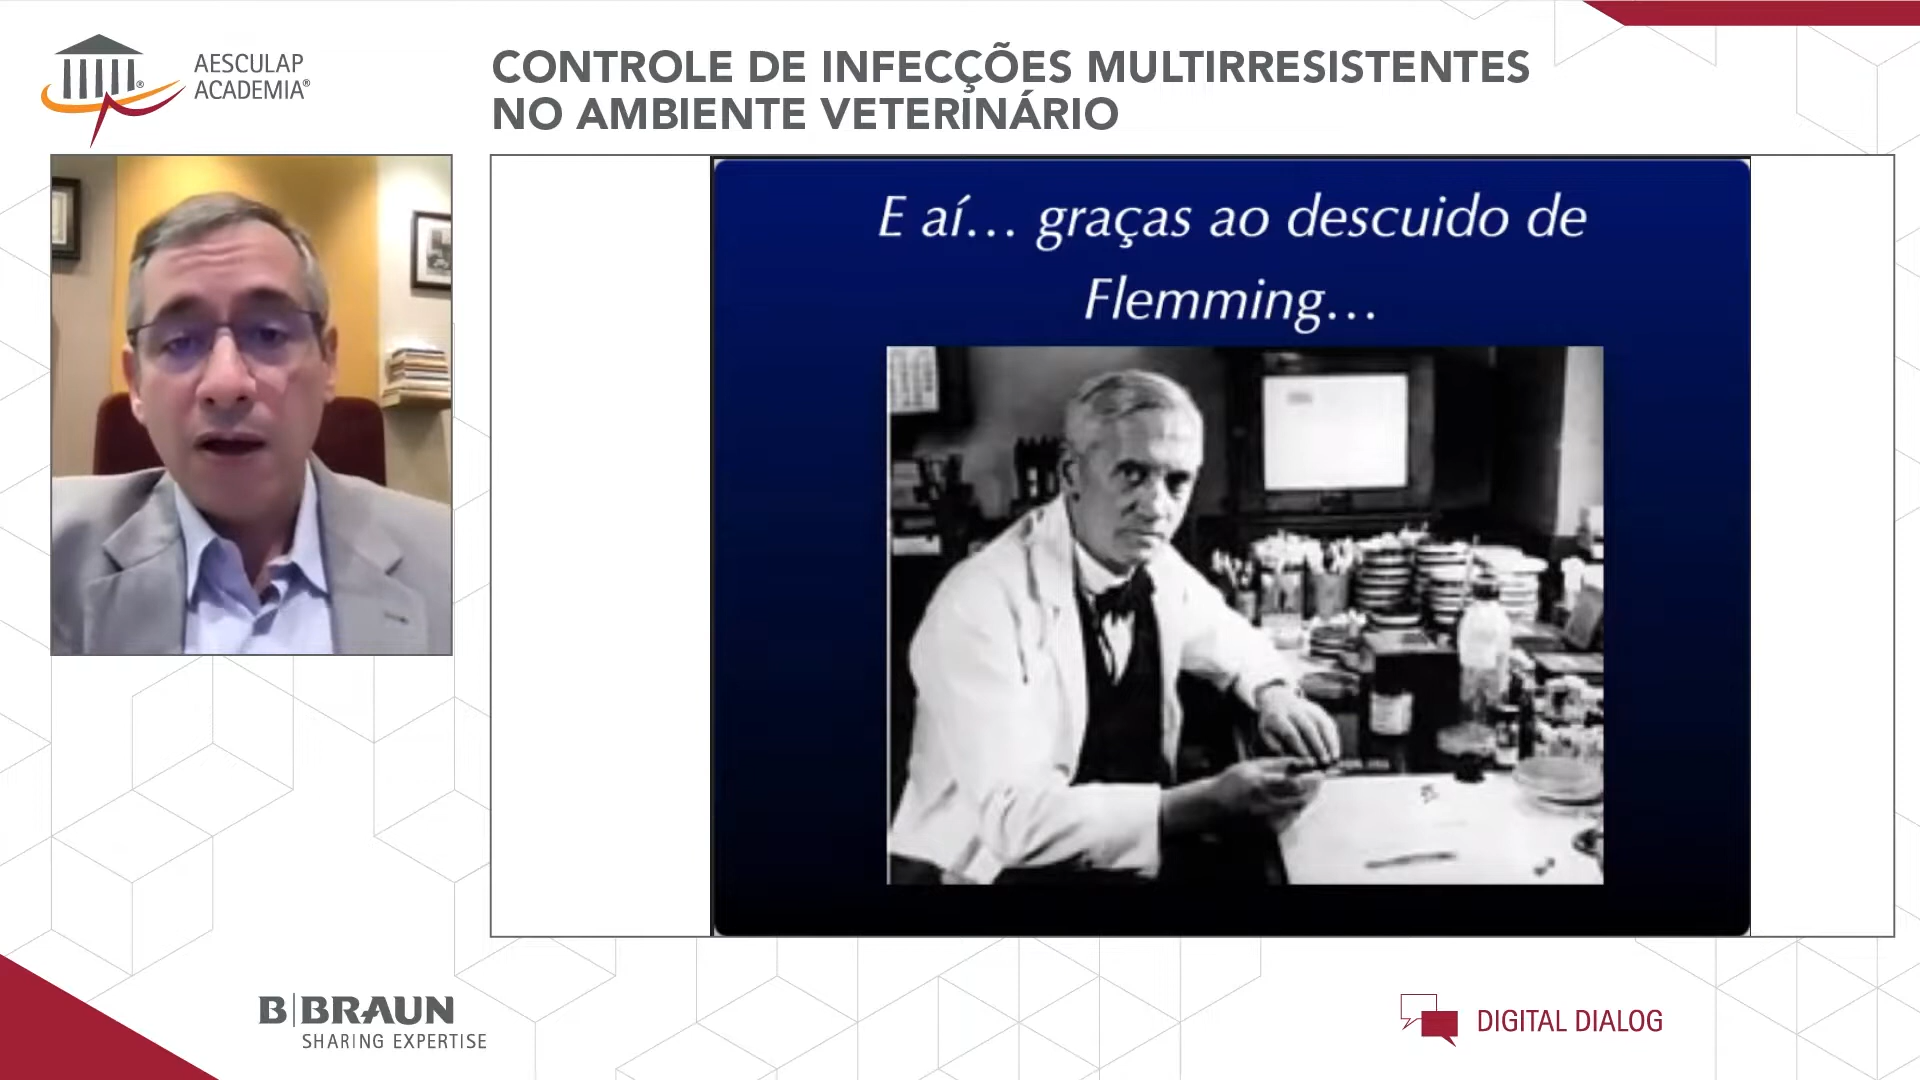 AESCULAP
ACADEMIA®
CONTROLE DE INFECÇÕES MULTIRRESISTENTES
NO AMBIENTE VETERINÁRIO
E aí... graças ao descuido de
Flemming...
B|BRAUN
SHARING EXPERTISE
DIGITAL DIALOG